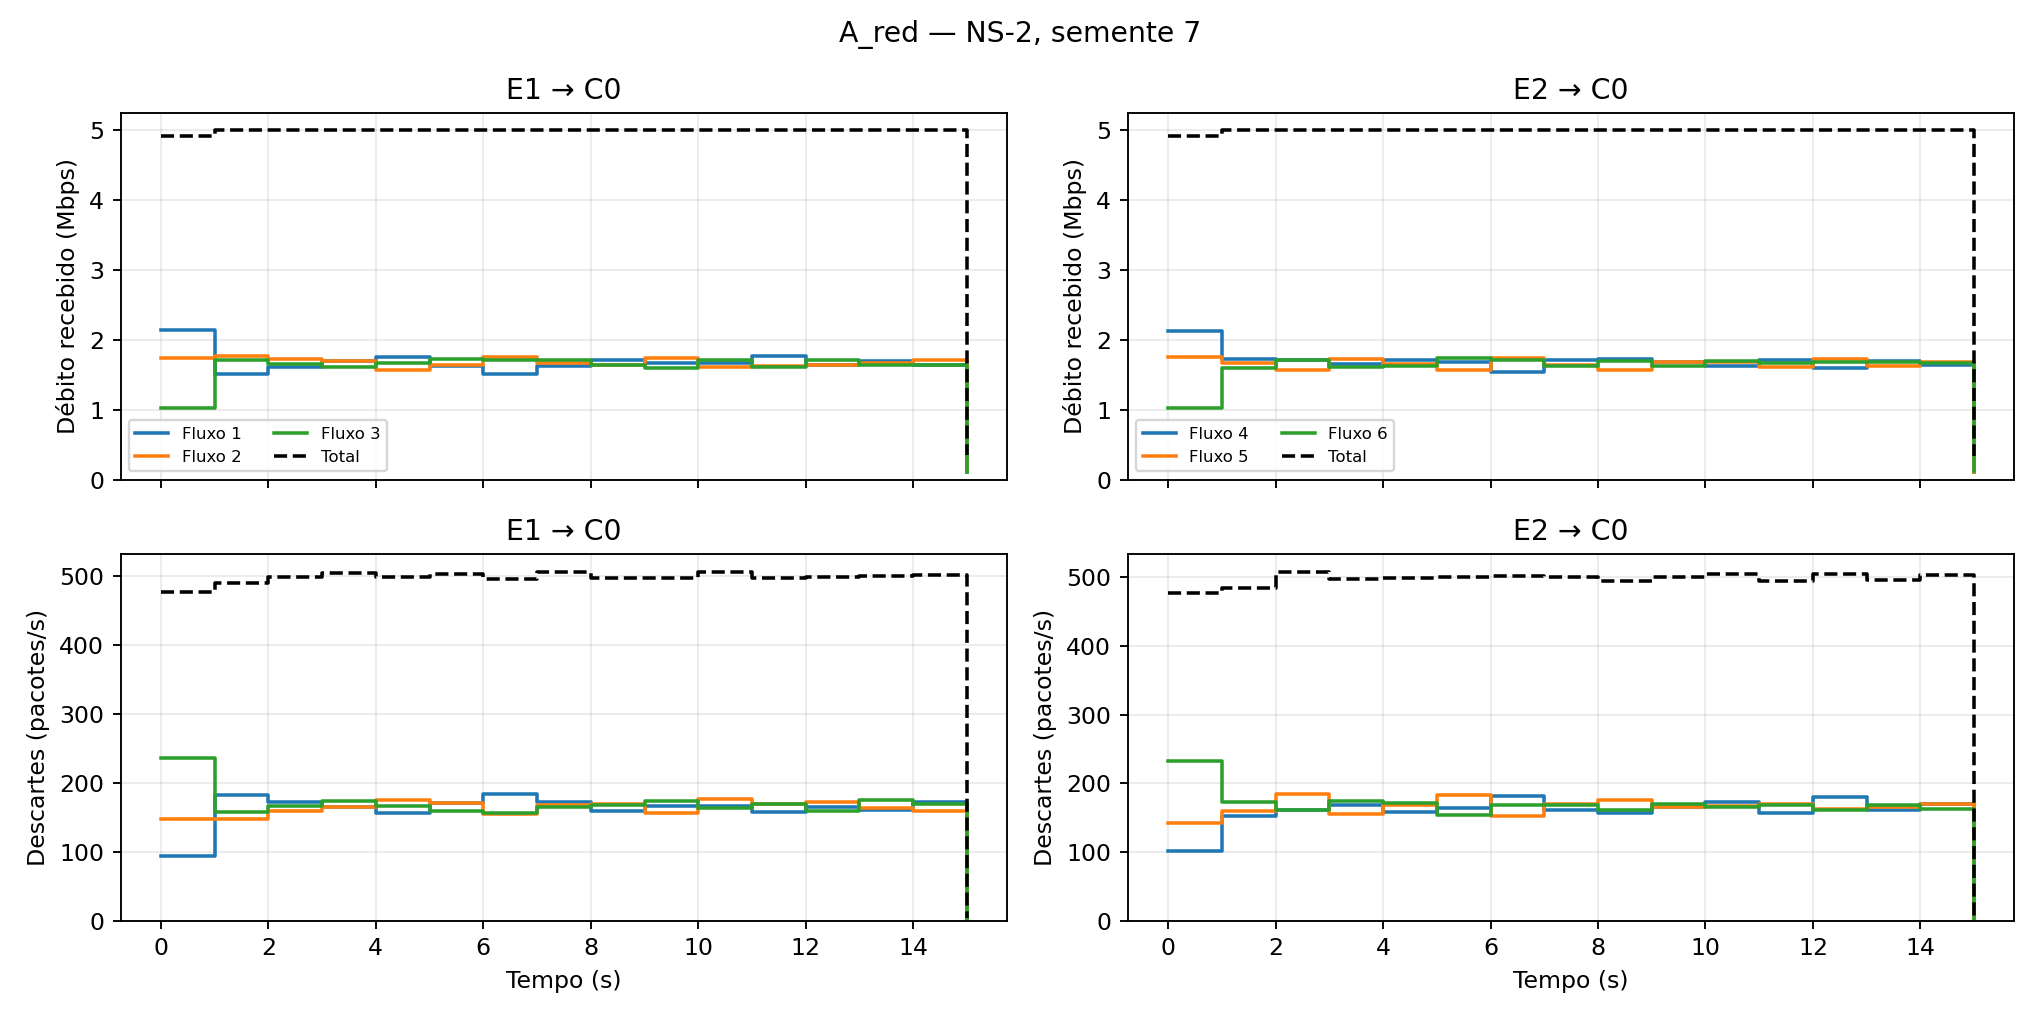 A_red — NS-2, semente 7
E1 → C0
Débito recebido (Mbps)
5
4
3
2
1
0
Fluxo 1
Fluxo 2
Fluxo 3
Total
E2 → C0
Débito recebido (Mbps)
5
4
3
2
1
0
Fluxo 4
Fluxo 5
Fluxo 6
Total
E1 → C0
Descartes (pacotes/s)
500
400
300
200
100
0
0 2 4 6 8 10 12 14
Tempo (s)
E2 → C0
Descartes (pacotes/s)
500
400
300
200
100
0
0 2 4 6 8 10 12 14
Tempo (s)